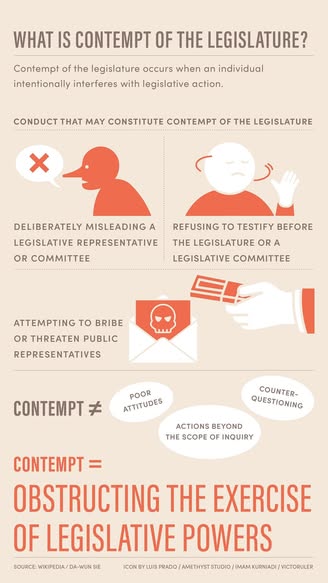 WHAT IS CONTEMPT OF THE LEGISLATURE?
Contempt of the legislature occurs when an individual
intentionally interferes with legislative action.
CONDUCT THAT MAY CONSTITUTE CONTEMPT OF THE LEGISLATURE
DELIBERATELY MISLEADING A
LEGISLATIVE REPRESENTATIVE
OR COMMITTEE
REFUSING TO TESTIFY BEFORE
THE LEGISLATURE OR A
LEGISLATIVE COMMITTEE
ATTEMPTING TO BRIBE
OR THREATEN PUBLIC
REPRESENTATIVES
CONTEMPT ≠
POOR
ATTITUDES
ACTIONS BEYOND
THE SCOPE OF INQUIRY
COUNTER-
QUESTIONING
CONTEMPT =
OBSTRUCTING THE EXERCISE
OF LEGISLATIVE POWERS
SOURCE: WIKIPEDIA / DA-WUN SIE
ICON BY LUIS PRADO / AMETHYST STUDIO / IMAM KURNIADI / VICTORULER